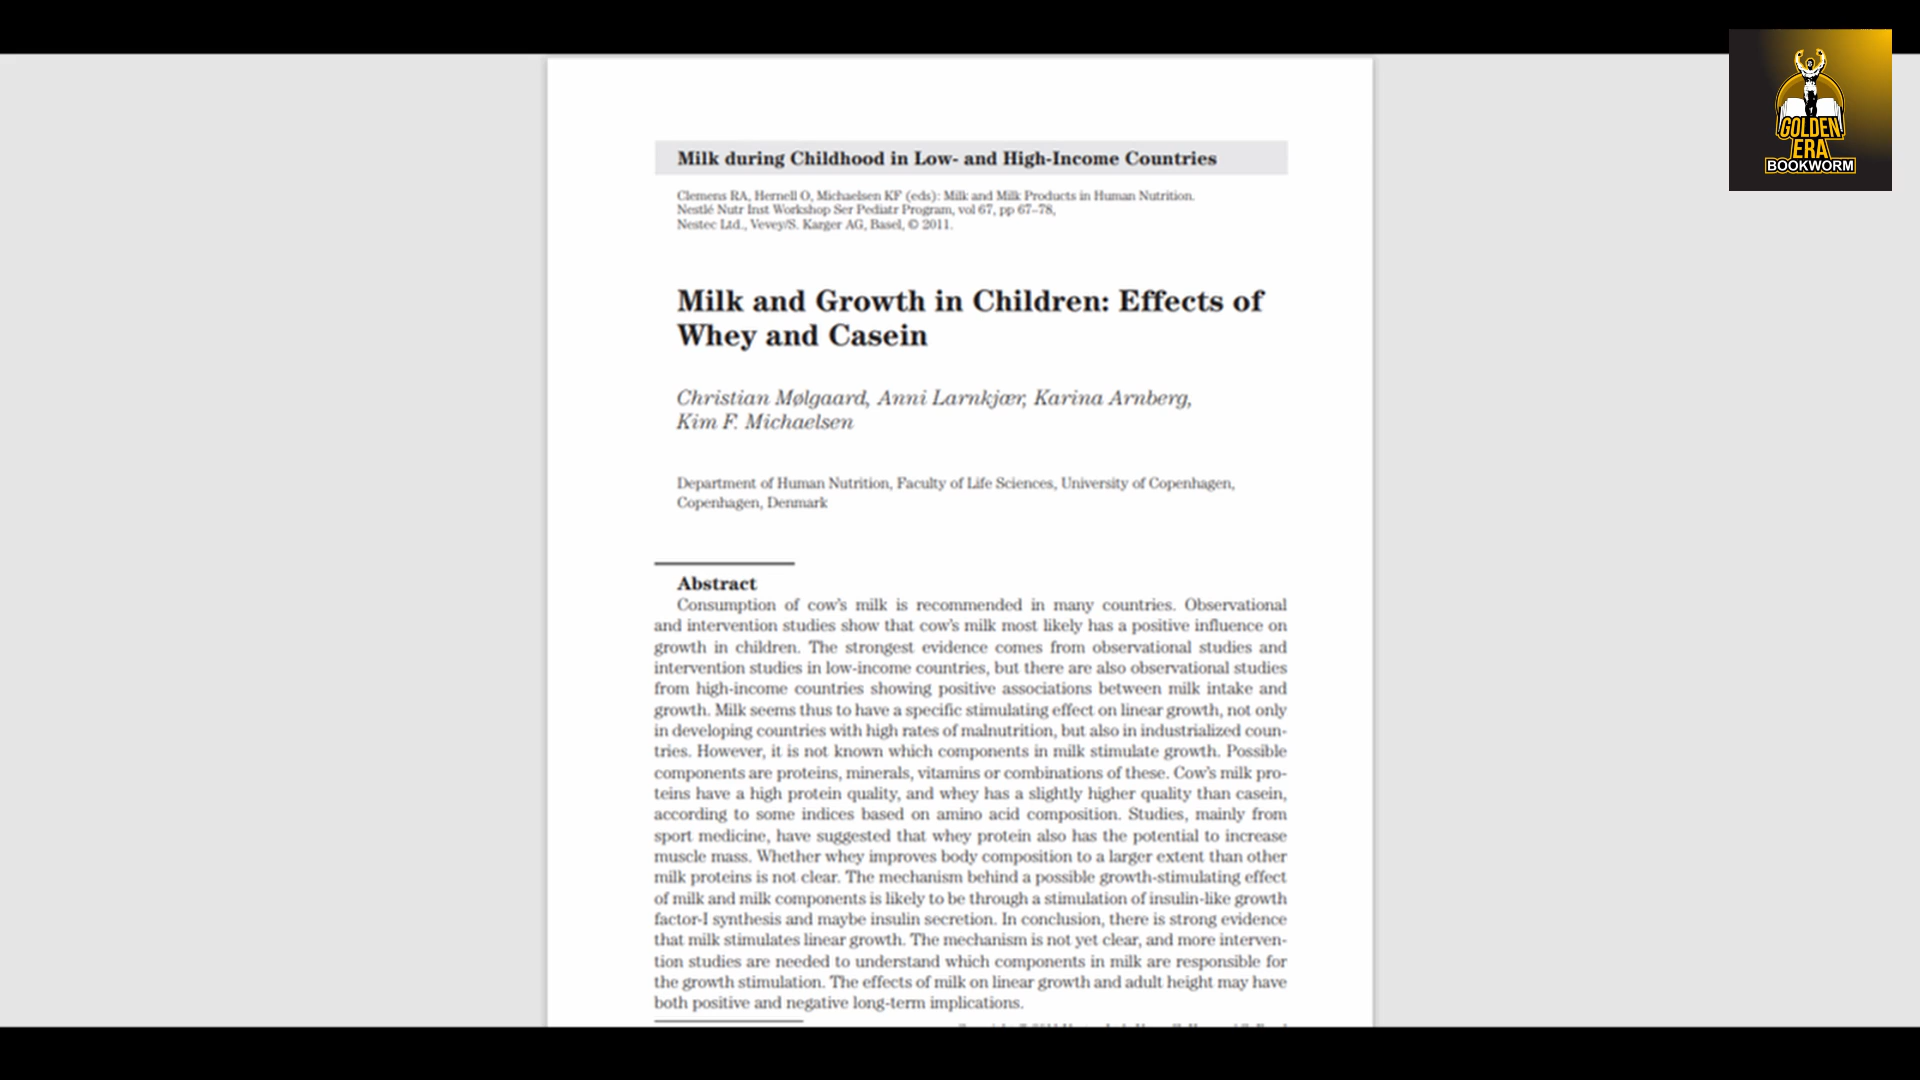 GOLDEN
ERA
BOOKWORM
Milk during Childhood in Low- and High-Income Countries
Clemens RA, Hernell O, Michaelsen KF (eds): Milk and Milk Products in Human Nutrition.
Nestlé Nutr Inst Workshop Ser Pediatr Program, vol 67, pp 67–78,
Nestec Ltd., Vevey/S. Karger AG, Basel, © 2011.
Milk and Growth in Children: Effects of
Whey and Casein
Christian Mølgaard, Anni Larnkjær, Karina Arnberg,
Kim F. Michaelsen
Department of Human Nutrition, Faculty of Life Sciences, University of Copenhagen,
Copenhagen, Denmark
Abstract
Consumption of cow's milk is recommended in many countries. Observational
and intervention studies show that cow's milk most likely has a positive influence on
growth in children. The strongest evidence comes from observational studies and
intervention studies in low-income countries, but there are also observational studies
from high-income countries showing positive associations between milk intake and
growth. Milk seems thus to have a specific stimulating effect on linear growth, not only
in developing countries with high rates of malnutrition, but also in industrialized coun-
tries. However, it is not known which components in milk stimulate growth. Possible
components are proteins, minerals, vitamins or combinations of these. Cow's milk pro-
teins have a high protein quality, and whey has a slightly higher quality than casein,
according to some indices based on amino acid composition. Studies, mainly from
sport medicine, have suggested that whey protein also has the potential to increase
muscle mass. Whether whey improves body composition to a larger extent than other
milk proteins is not clear. The mechanism behind a possible growth-stimulating effect
of milk and milk components is likely to be through a stimulation of insulin-like growth
factor-I synthesis and maybe insulin secretion. In conclusion, there is strong evidence
that milk stimulates linear growth. The mechanism is not yet clear, and more interven-
tion studies are needed to understand which components in milk are responsible for
the growth stimulation. The effects of milk on linear growth and adult height may have
both positive and negative long-term implications.